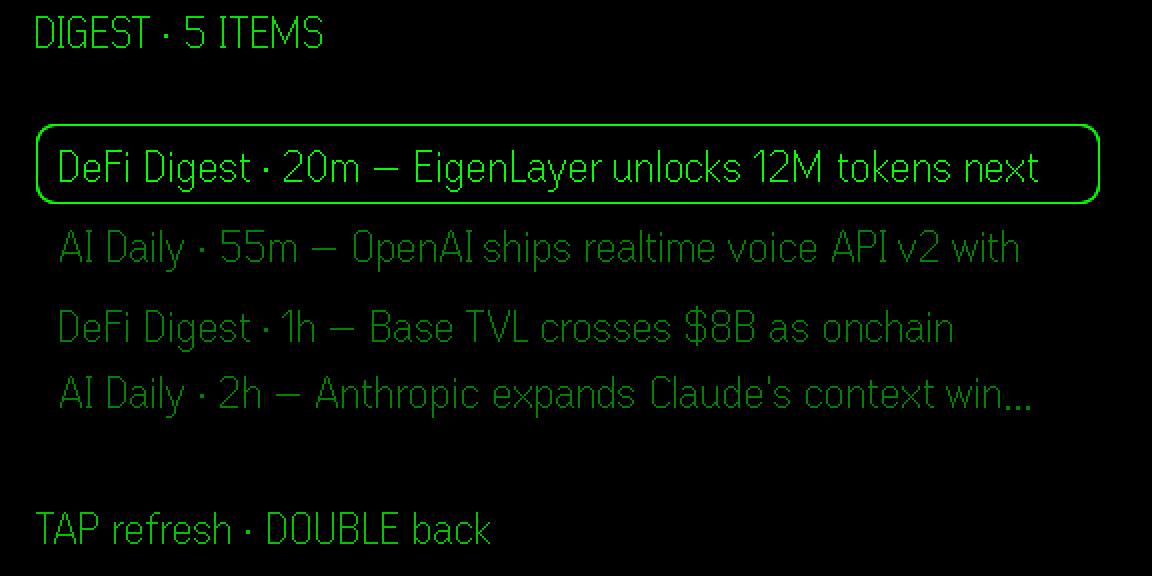 DIGEST · 5 ITEMS
DeFi Digest · 20m — EigenLayer unlocks 12M tokens next
AI Daily · 55m — OpenAI ships realtime voice API v2 with
DeFi Digest · 1h — Base TVL crosses $8B as onchain
AI Daily · 2h — Anthropic expands Claude's context win...
TAP refresh · DOUBLE back